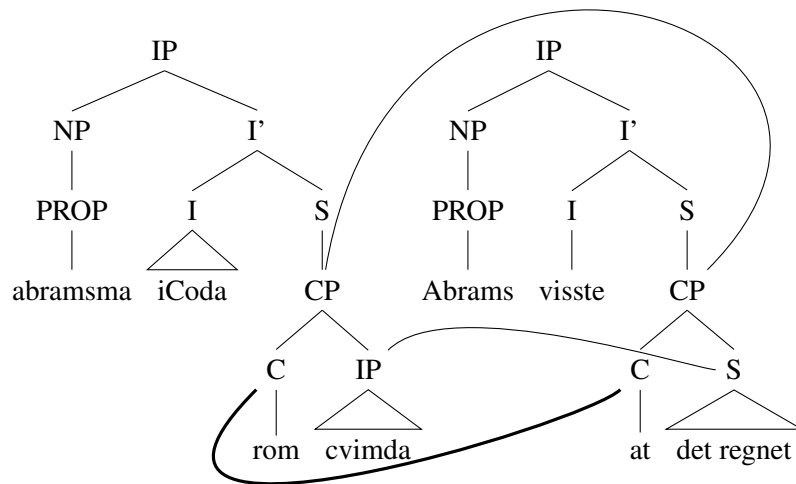 IP IP
NP I’ NP I’
PROP I S PROP I S
abramsma iCoda CP Abrams visste CP
C IP C S
rom cvimda at det regnet